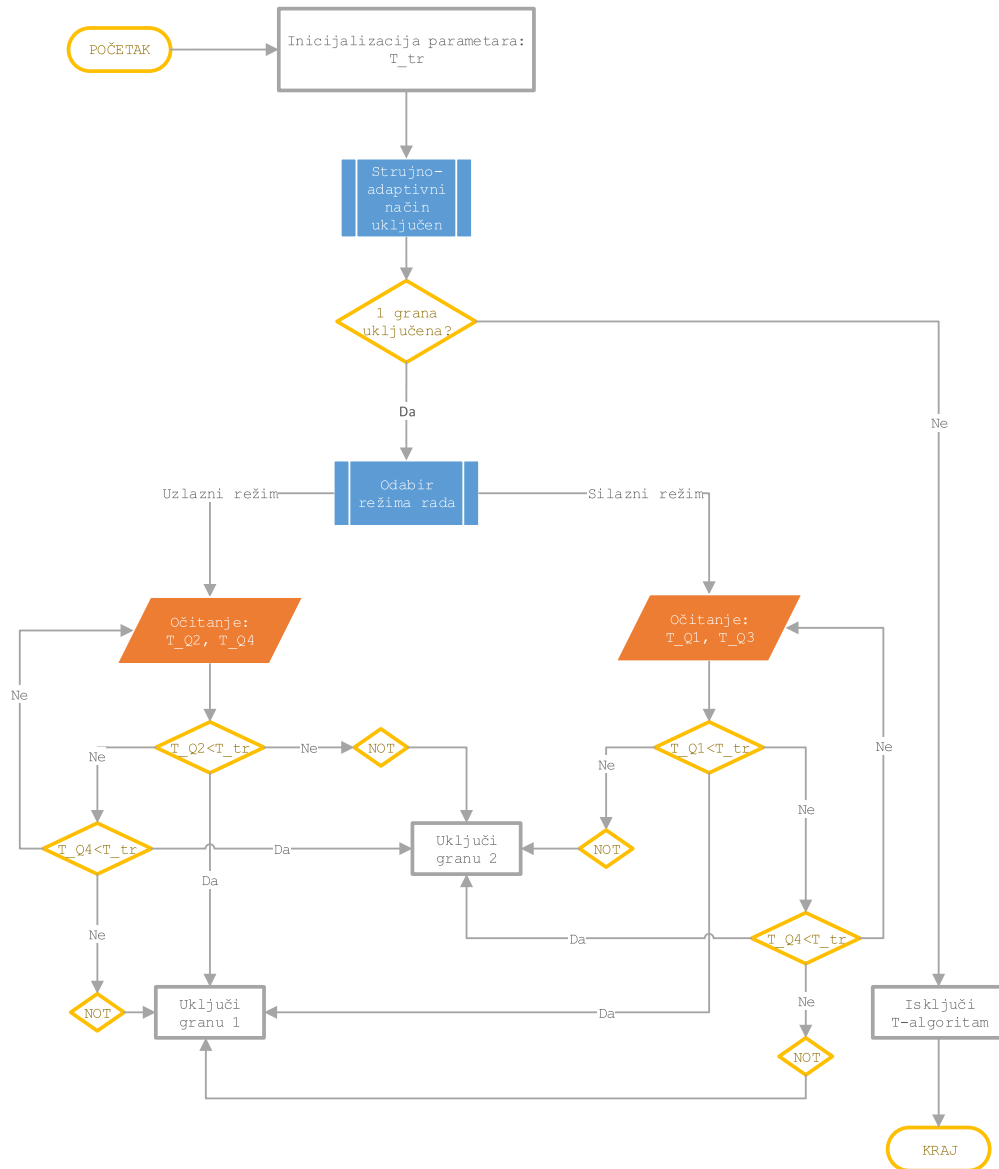 POČETAK
Inicijalizacija parametara:
T_tr
Strujno-
adaptivni
način
uključen
1 grana
uključena?
Da
Ne
Odabir
režima rada
Uzlazni režim
Silazni režim
Očitanje:
T_Q2, T_Q4
Očitanje:
T_Q1, T_Q3
Ne
T_Q2<T_tr
Ne
NOT
Ne
T_Q1<T_tr
Ne
Ne
Ne
T_Q4<T_tr
Da
Uključi
granu 2
NOT
Da
Ne
Da
T_Q4<T_tr
NOT
Uključi
granu 1
Da
Ne
NOT
Isključi
T-algoritam
KRAJ